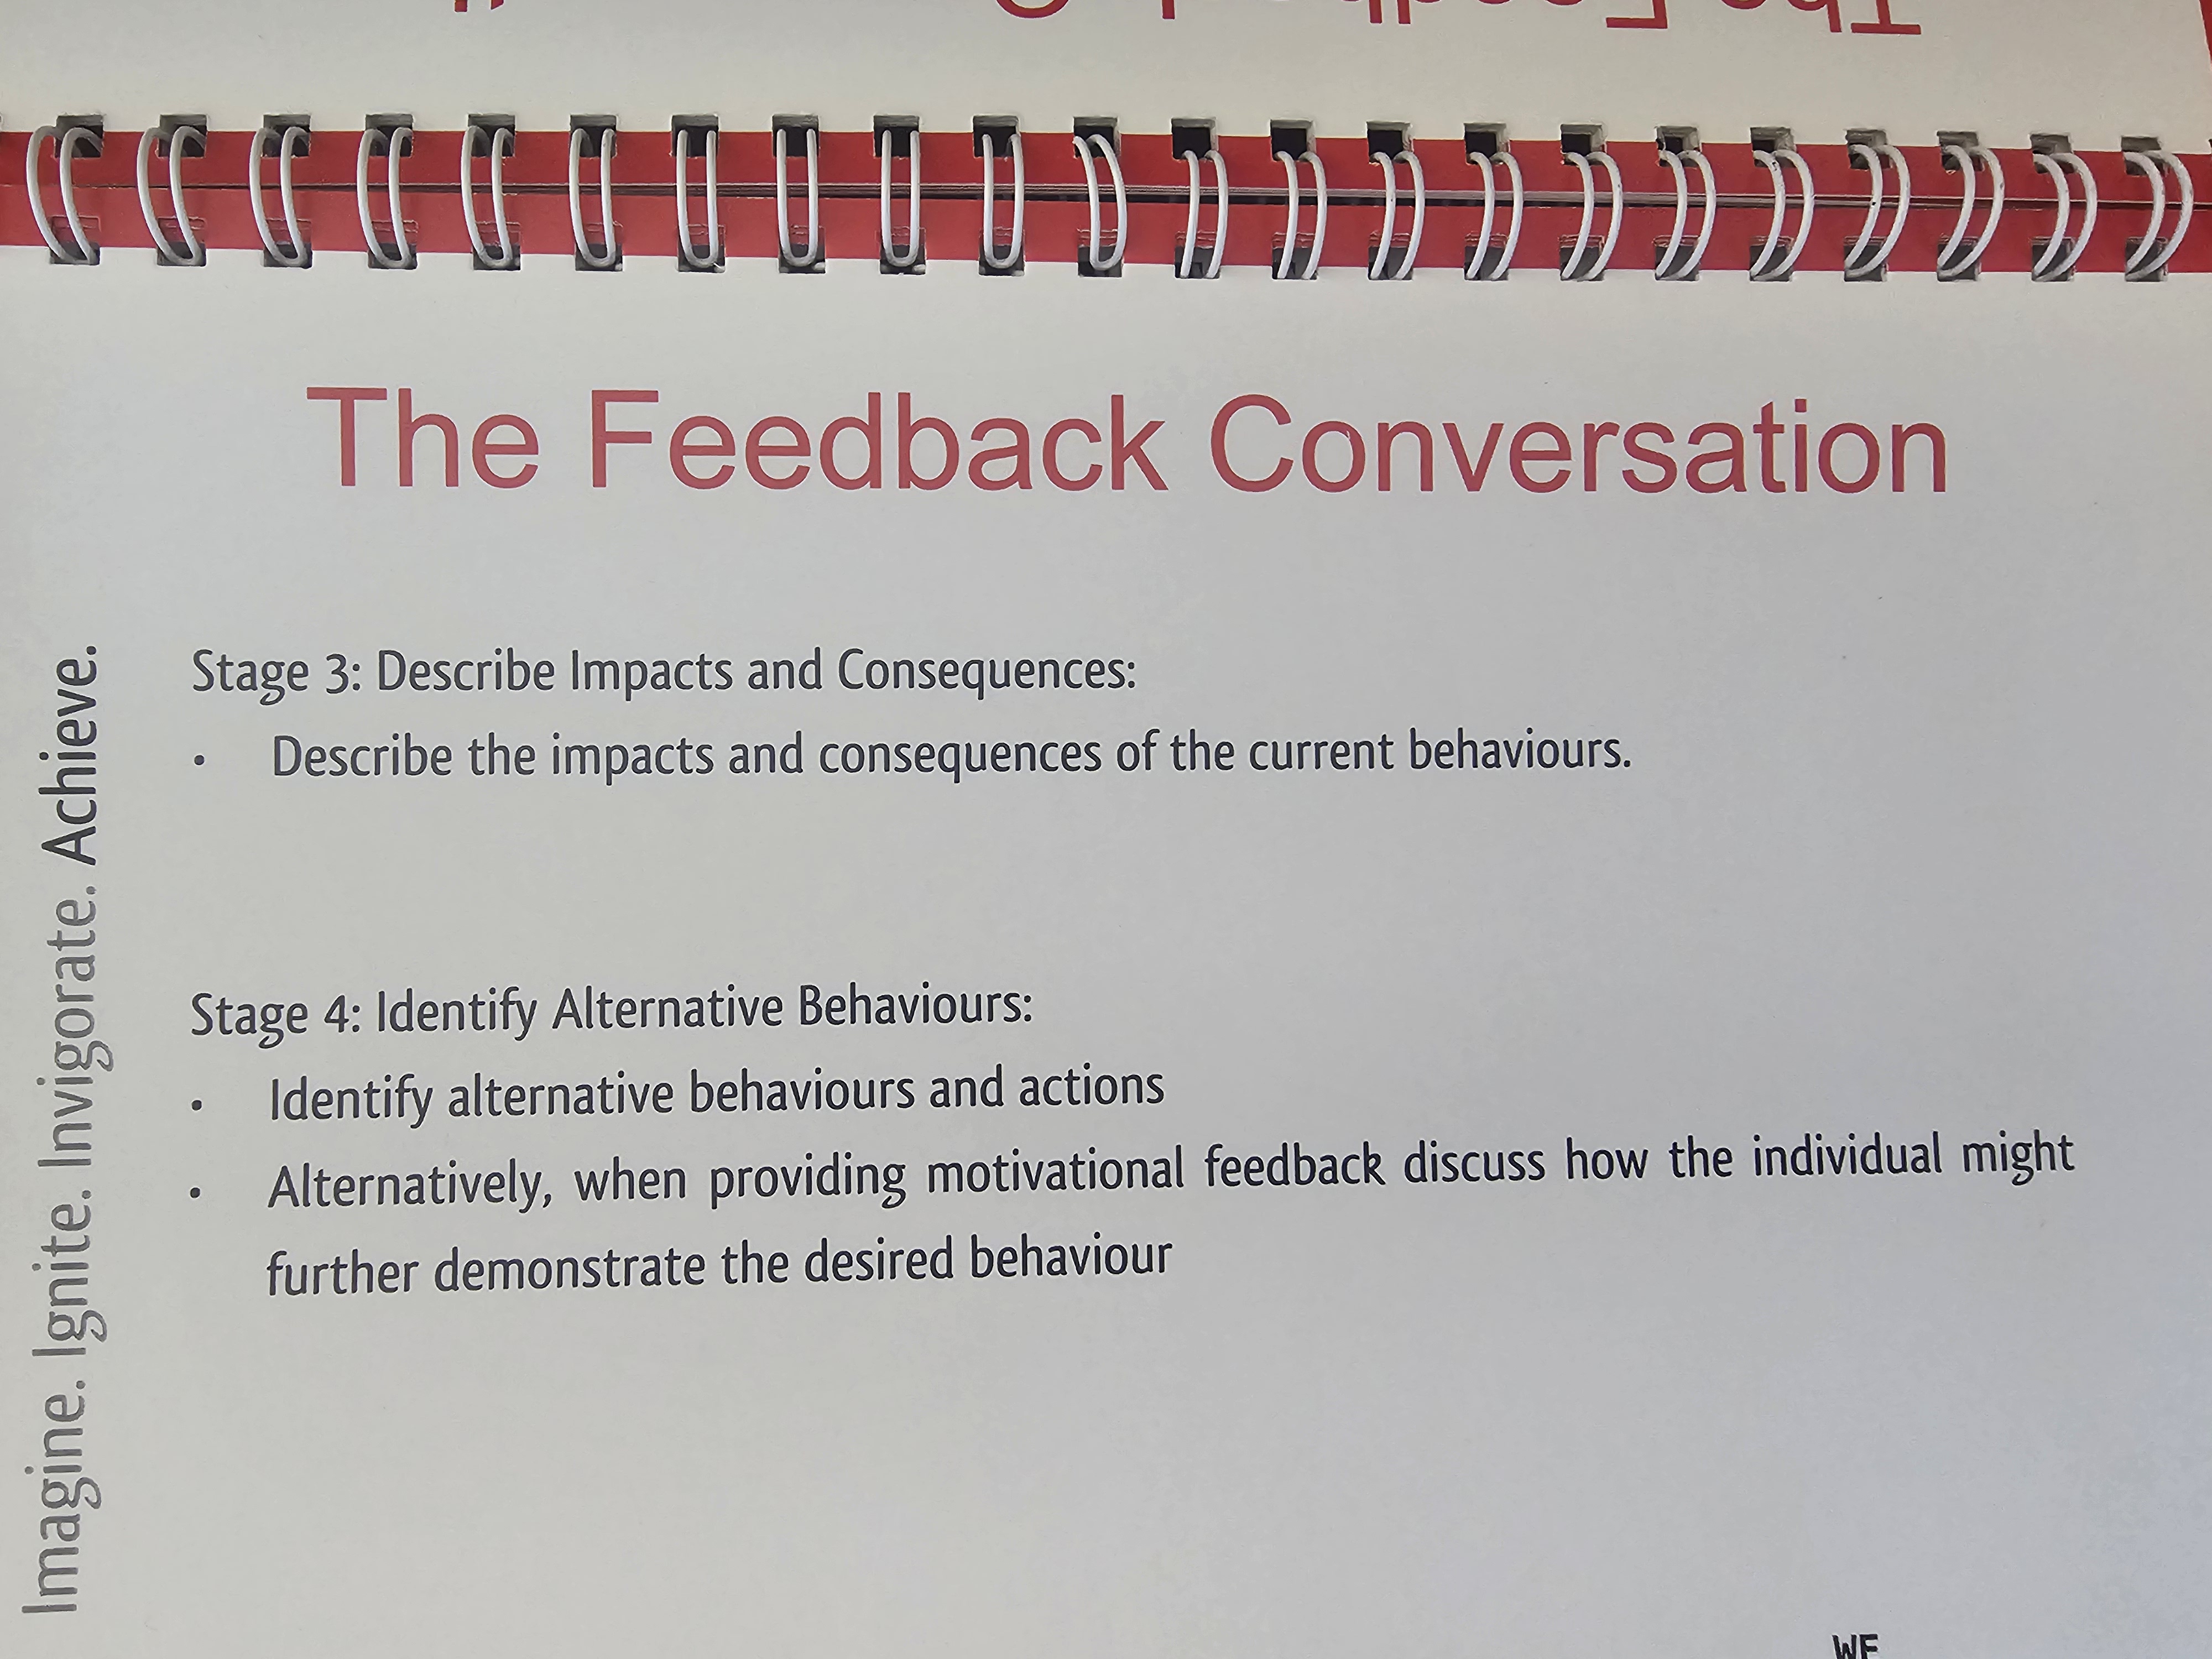 The Feedback Conversation
Stage 3: Describe Impacts and Consequences:
• Describe the impacts and consequences of the current behaviours.
Stage 4: Identify Alternative Behaviours:
• Identify alternative behaviours and actions
• Alternatively, when providing motivational feedback discuss how the individual might
further demonstrate the desired behaviour
Imagine. Ignite. Invigorate. Achieve.